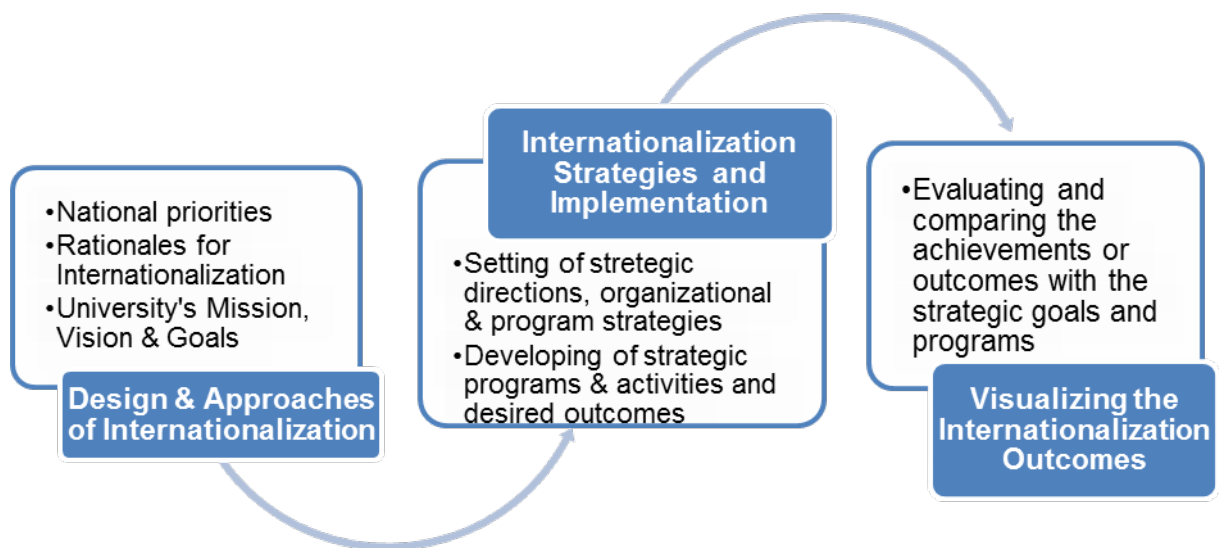 •National priorities
•Rationales for
Internationalization
•University's Mission,
Vision & Goals
Design & Approaches
of Internationalization
Internationalization
Strategies and
Implementation
•Setting of stretegic
directions, organizational
& program strategies
•Developing of strategic
programs & activities and
desired outcomes
•Evaluating and
comparing the
achievements or
outcomes with the
strategic goals and
programs
Visualizing the
Internationalization
Outcomes